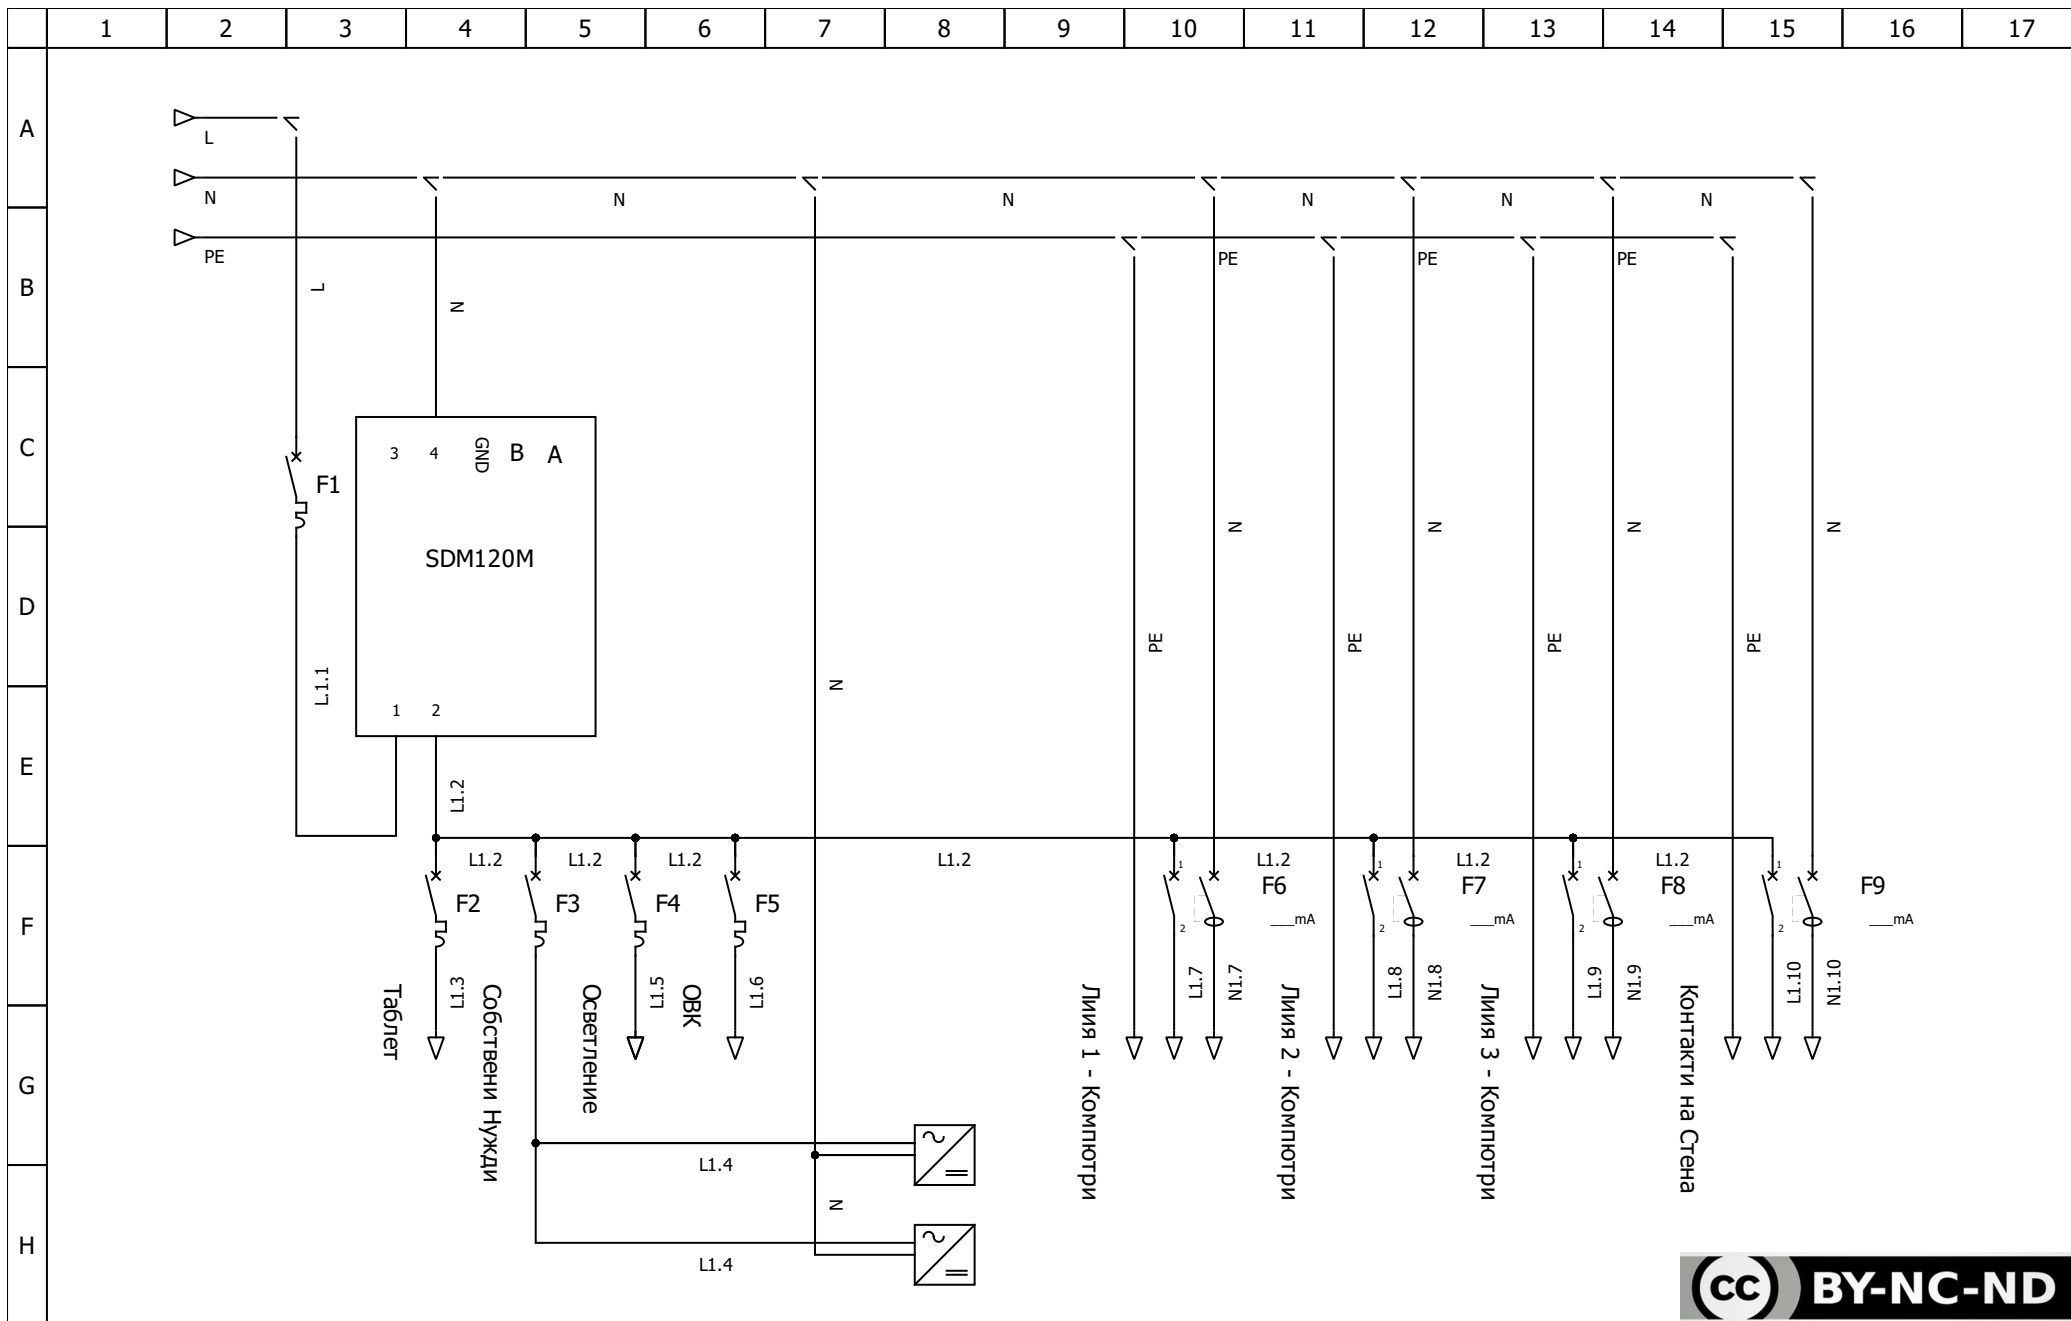 1 2 3 4 5 6 7 8 9 10 11 12 13 14 15 16 17
A
B
C
D
E
F
G
H
L
N
N N N N N
PE
PE PE PE
L
N
3 4 GND B A
F1
SDM120M
N N N N
PE PE PE PE
L1.1
N
1 2
L1.2
L1.2 L1.2 L1.2 L1.2 L1.2 L1.2 L1.2
1 1 1 1
F2 F3 F4 F5 F6 F7 F8 F9
___mA ___mA ___mA ___mA
2 2 2 2
L1.3 L1.5 L1.6 L1.7 N1.7 L1.8 N1.8 L1.9 N1.9 L1.10 N1.10
Таблет
Собствени Нужди
Осветление
ОВК
Лиия 1 - Компютри
Лиия 2 - Компютри
Лиия 3 - Компютри
Контакти на Стена
L1.4
N
L1.4
cc BY-NC-ND